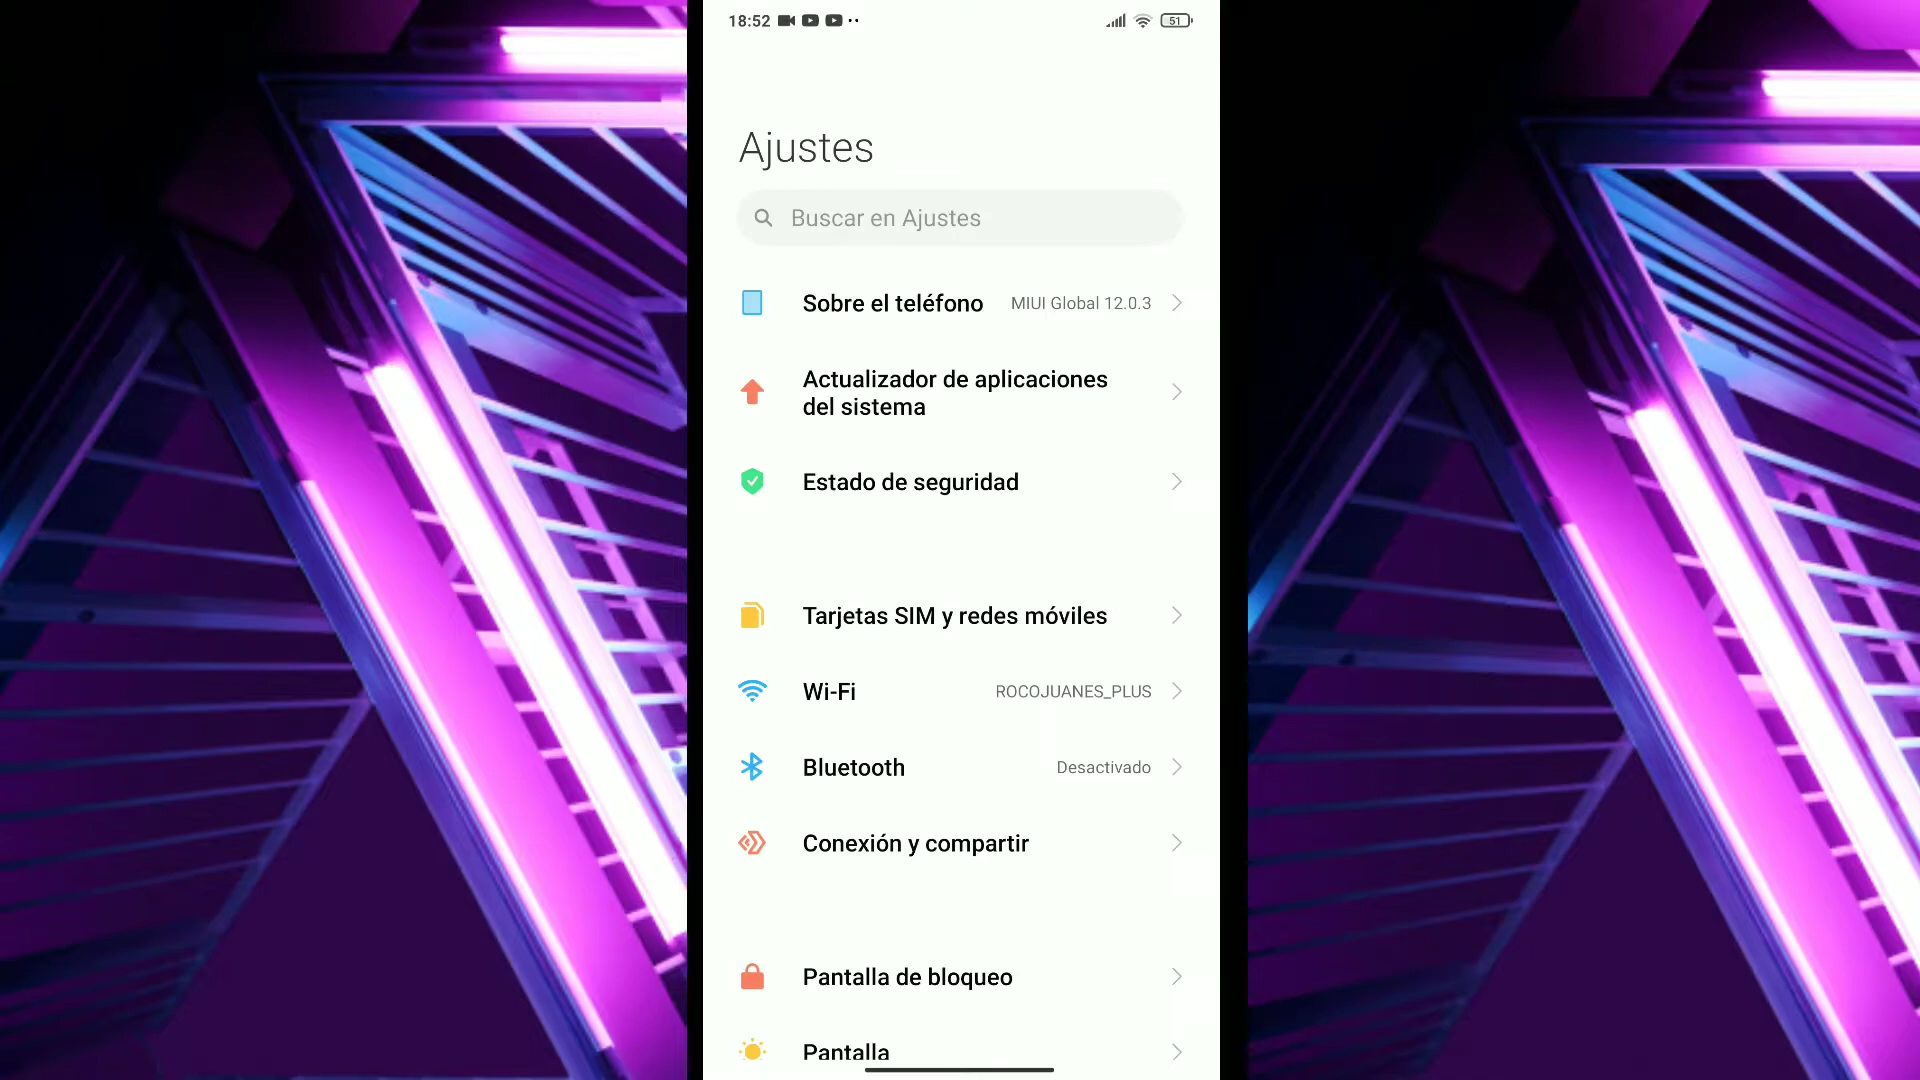 18:52
51
Ajustes
Buscar en Ajustes
Sobre el teléfono MIUI Global 12.0.3
Actualizador de aplicaciones
del sistema
Estado de seguridad
Tarjetas SIM y redes móviles
Wi-Fi ROCOJUANES_PLUS
Bluetooth Desactivado
Conexión y compartir
Pantalla de bloqueo
Pantalla